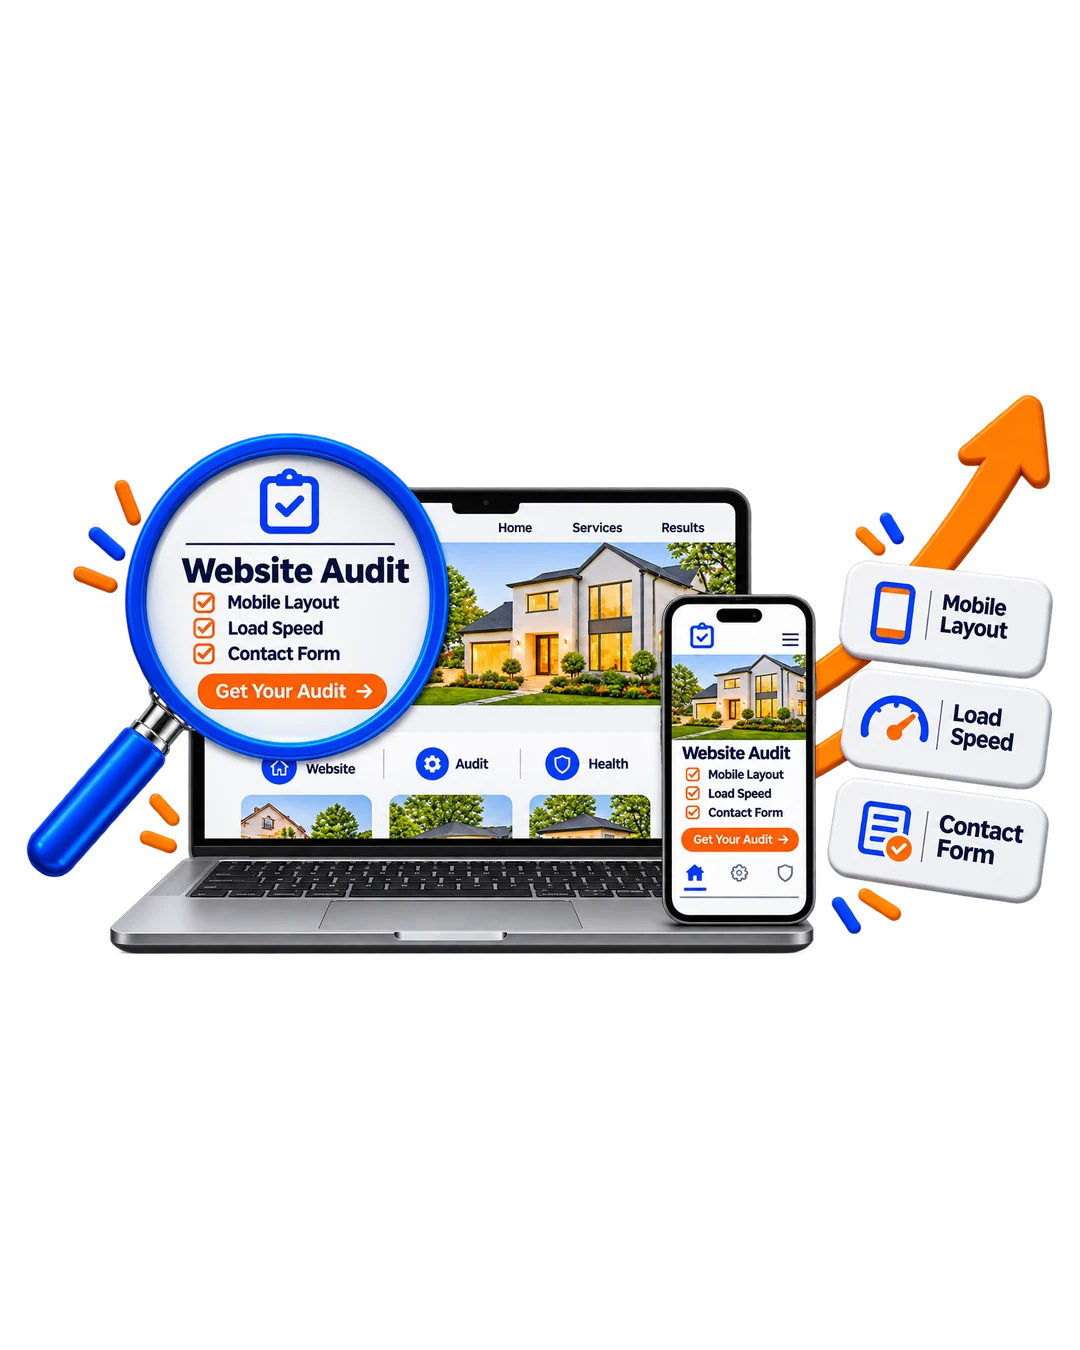 Website Audit
Mobile Layout
Load Speed
Contact Form
Get Your Audit
Home
Services
Results
Website
Audit
Health
Website Audit
Mobile Layout
Load Speed
Contact Form
Get Your Audit
Mobile
Layout
Load
Speed
Contact
Form